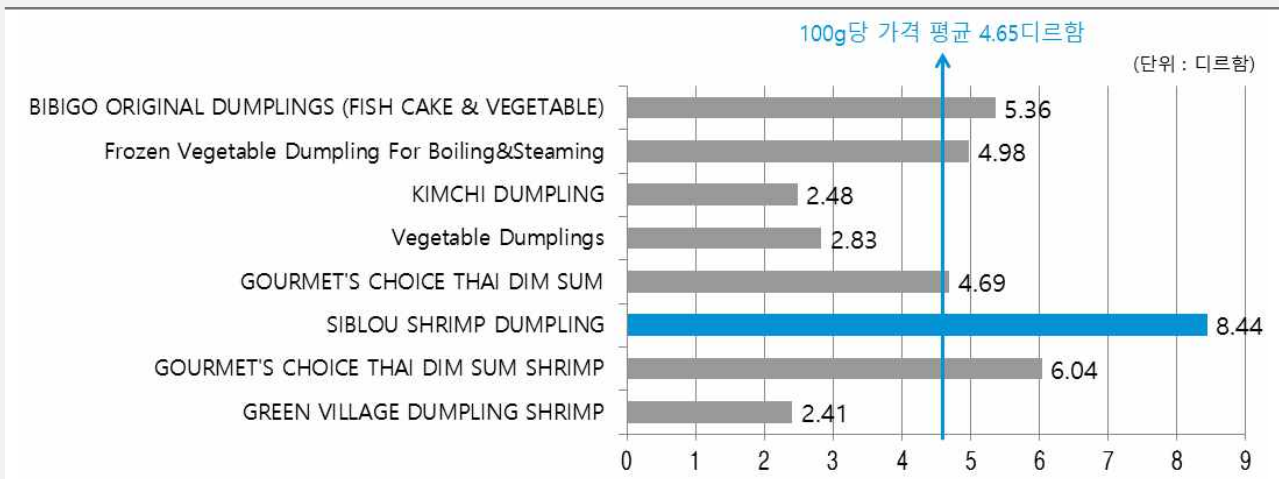 100g당 가격 평균 4.65디르함
(단위 : 디르함)
BIBIGO ORIGINAL DUMPLINGS (FISH CAKE & VEGETABLE) 5.36
Frozen Vegetable Dumpling For Boiling&Steaming 4.98
KIMCHI DUMPLING 2.48
Vegetable Dumplings 2.83
GOURMET'S CHOICE THAI DIM SUM 4.69
SIBLOU SHRIMP DUMPLING 8.44
GOURMET'S CHOICE THAI DIM SUM SHRIMP 6.04
GREEN VILLAGE DUMPLING SHRIMP 2.41
0 1 2 3 4 5 6 7 8 9